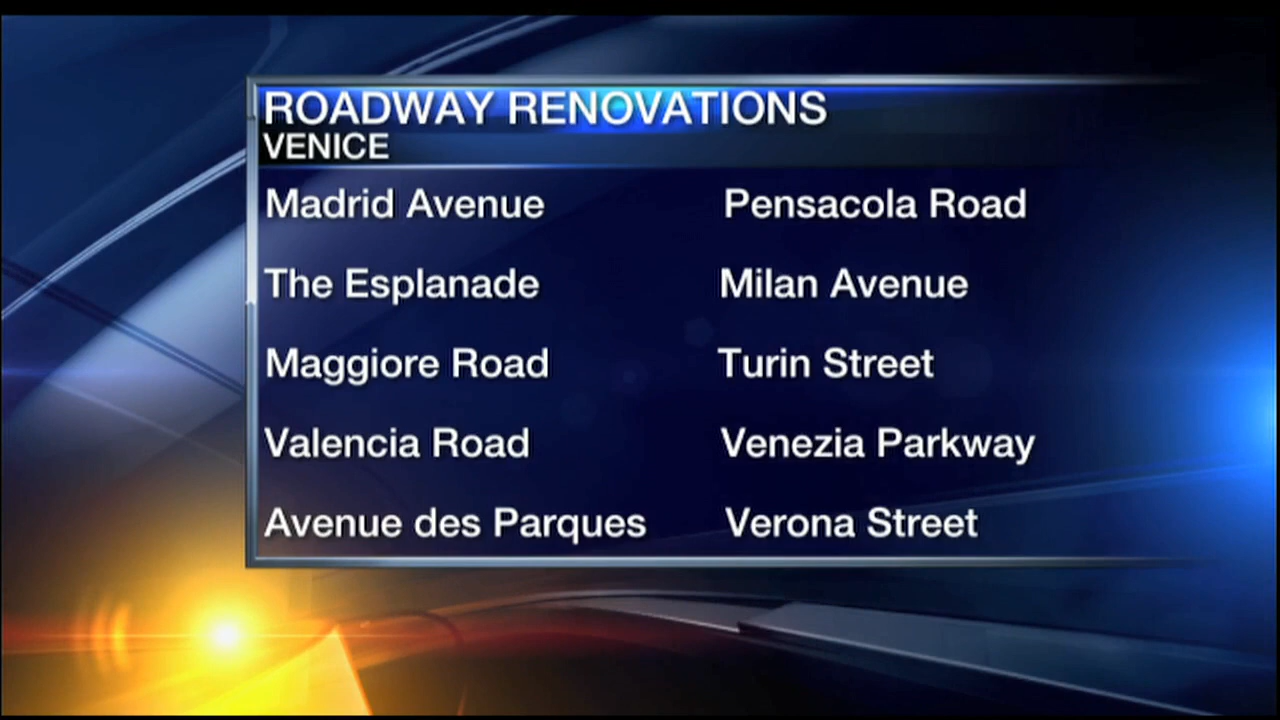 ROADWAY RENOVATIONS
VENICE
Madrid Avenue
The Esplanade
Maggiore Road
Valencia Road
Avenue des Parques
Pensacola Road
Milan Avenue
Turin Street
Venezia Parkway
Verona Street